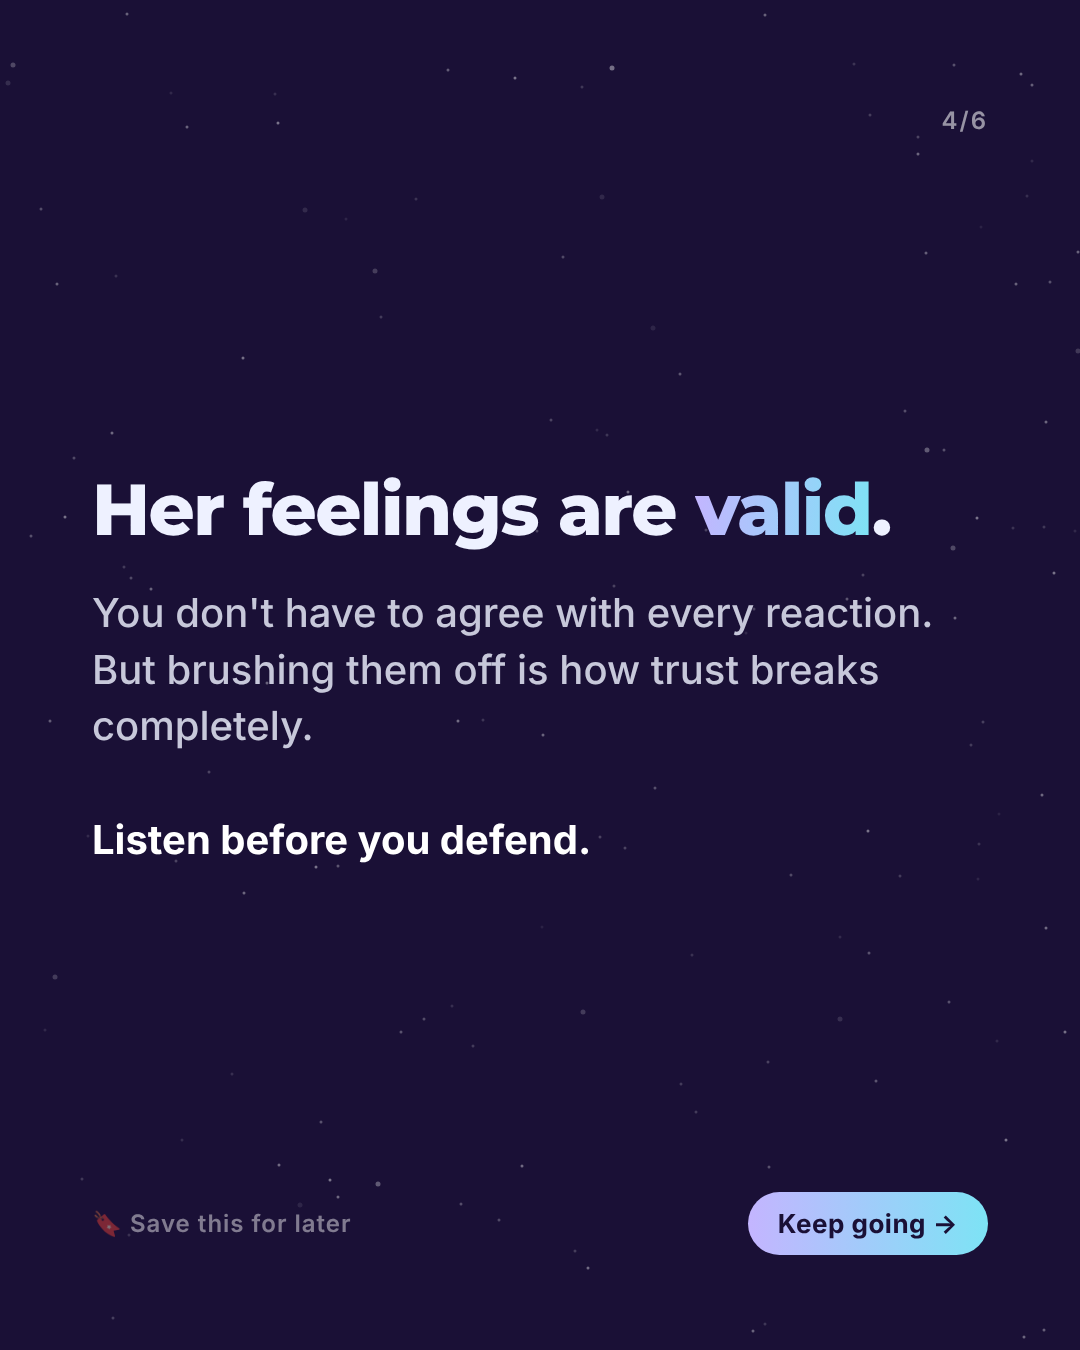 4/6
Her feelings are valid.
You don't have to agree with every reaction.
But brushing them off is how trust breaks
completely.
Listen before you defend.
🔖 Save this for later
Keep going →